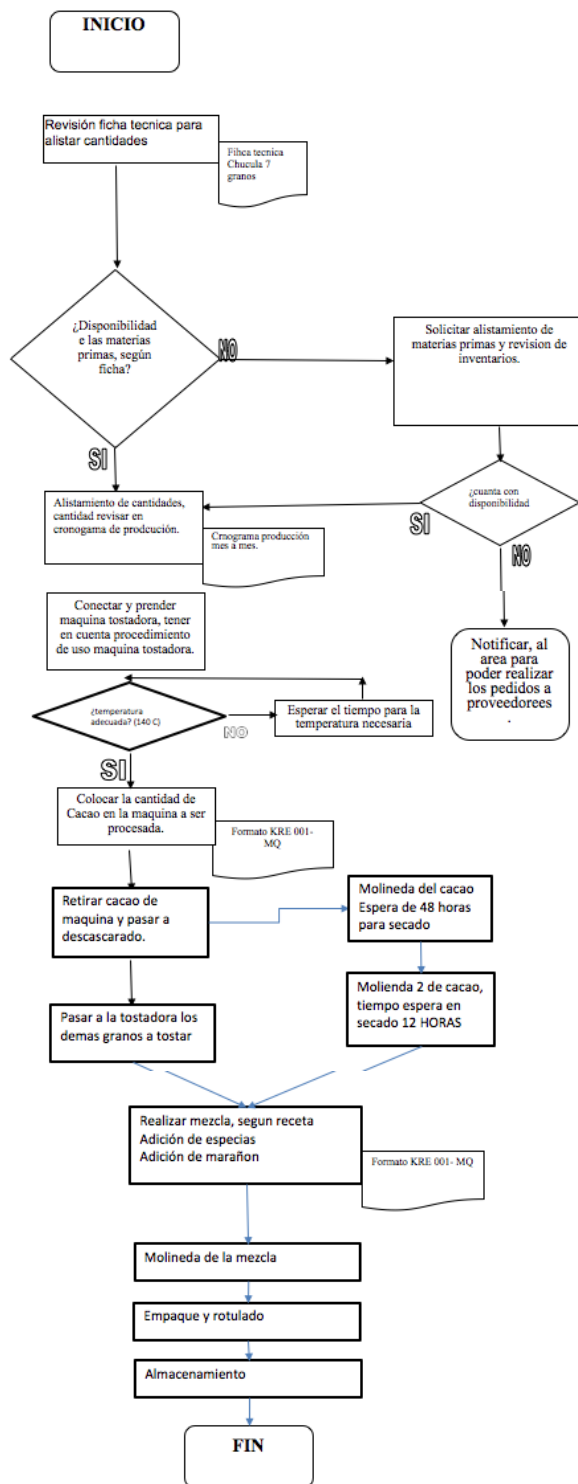 INICIO
Revisión ficha tecnica para
alistar cantidades
Fihca tecnica
Chucula 7
granos
¿Disponibilidad
e las materias
primas, según
ficha?
NO
Solicitar alistamiento de
materias primas y revision de
inventarios.
SI
¿cuanta con
disponibilidad
SI
NO
Alistamiento de cantidades,
cantidad revisar en
cronogama de prodcución.
Crnograma producción
mes a mes.
Conectar y prender
maquina tostadora, tener
en cuenta procedimiento
de uso maquina tostadora.
Notificar, al
area para
poder realizar
los pedidos a
proveedorees
.
¿temperatura
adecuada? (140 C)
NO
Esperar el tiempo para la
temperatura necesaria
SI
Colocar la cantidad de
Cacao en la maquina a ser
procesada.
Formato KRE 001-
MQ
Retirar cacao de
maquina y pasar a
descascarado.
Molineda del cacao
Espera de 48 horas
para secado
Pasar a la tostadora los
demas granos a tostar
Molienda 2 de cacao,
tiempo espera en
secado 12 HORAS
Realizar mezcla, segun receta
Adición de especias
Adición de marañon
Formato KRE 001- MQ
Molineda de la mezcla
Empaque y rotulado
Almacenamiento
FIN